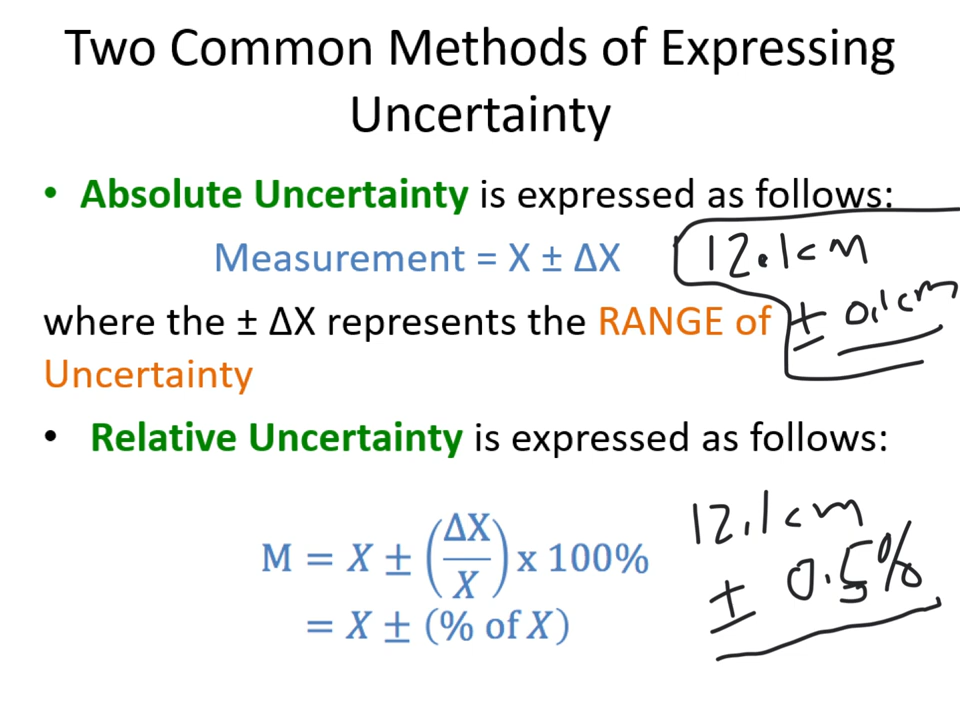 Two Common Methods of Expressing
Uncertainty
• Absolute Uncertainty is expressed as follows:
Measurement = X ± ΔX
12.1cm
± 0.1cm
where the ± ΔX represents the RANGE of
Uncertainty
• Relative Uncertainty is expressed as follows:
M = X ± (ΔX/X) x 100%
= X ± (% of X)
12.1cm
± 0.5%